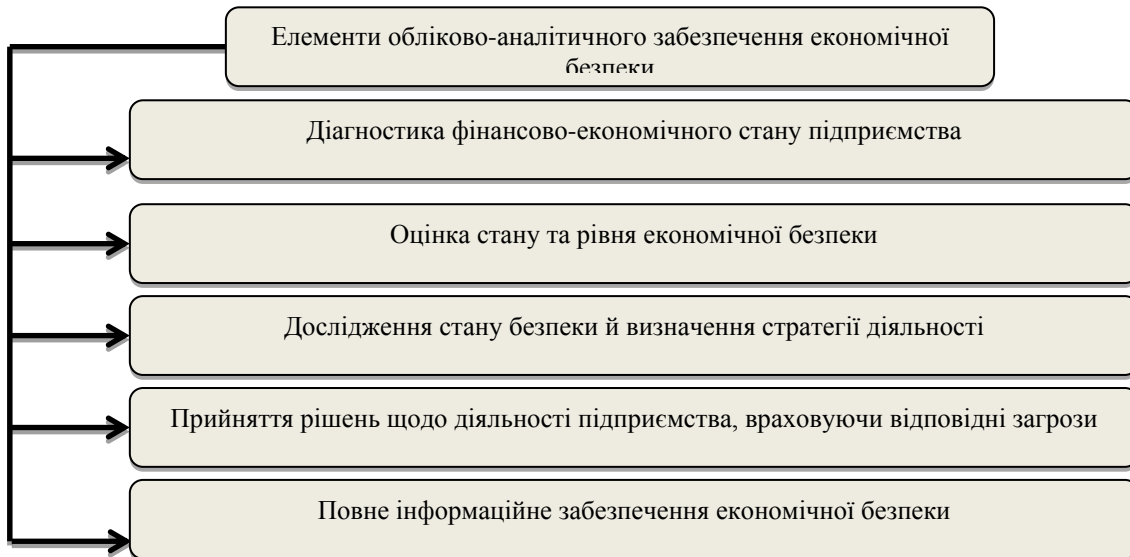 Елементи обліково-аналітичного забезпечення економічної
безпеки
Діагностика фінансово-економічного стану підприємства
Оцінка стану та рівня економічної безпеки
Дослідження стану безпеки й визначення стратегії діяльності
Прийняття рішень щодо діяльності підприємства, враховуючи відповідні загрози
Повне інформаційне забезпечення економічної безпеки